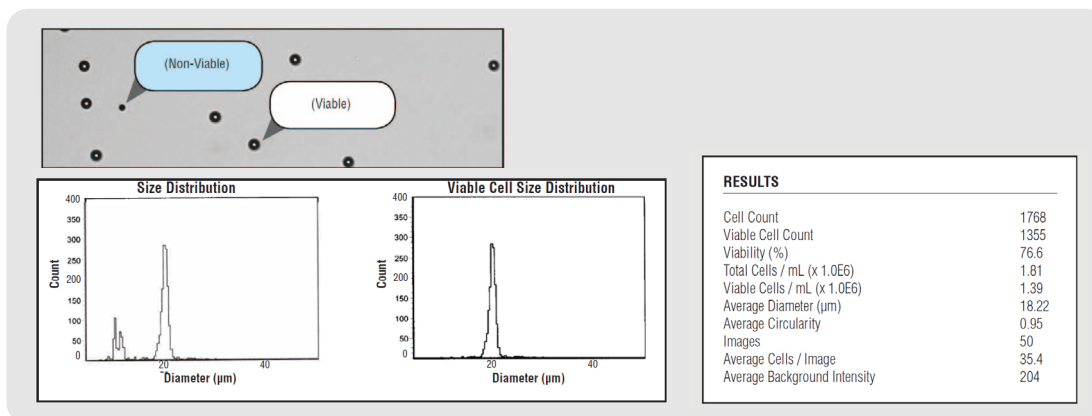 (Non-Viable)
(Viable)
Size Distribution
400
350
300
250
200
150
100
50
0
Count
20
40
Diameter (µm)
Viable Cell Size Distribution
400
350
300
250
200
150
100
50
0
Count
20
40
Diameter (µm)
RESULTS
Cell Count 1768
Viable Cell Count 1355
Viability (%) 76.6
Total Cells / mL (x 1.0E6) 1.81
Viable Cells / mL (x 1.0E6) 1.39
Average Diameter (µm) 18.22
Average Circularity 0.95
Images 50
Average Cells / Image 35.4
Average Background Intensity 204